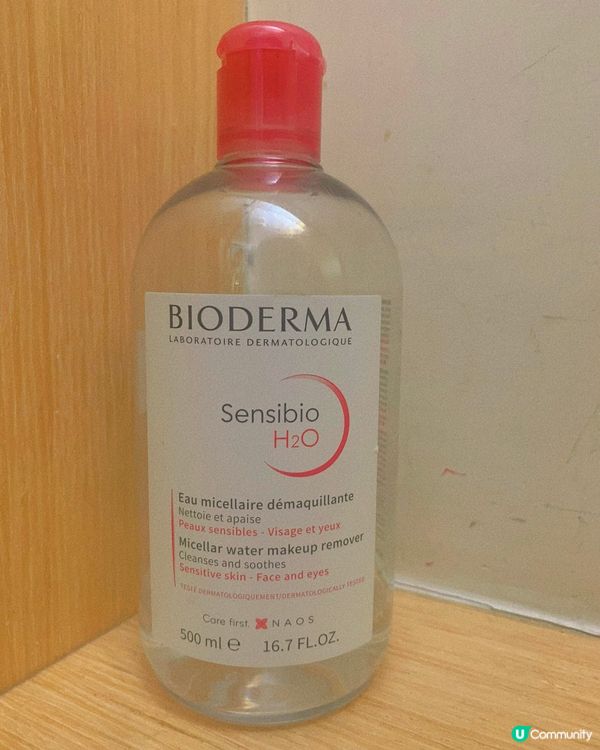 BIODERMA
LABORATOIRE DERMATOLOGIQUE
Sensibio
H2O
Eau micellaire démaquillante
Nettoie et apaise
Peaux sensibles - Visage et yeux
Micellar water makeup remover
Cleanses and soothes
Sensitive skin - Face and eyes
TESTÉ DERMATOLOGIQUEMENT/DERMATOLOGICALLY TESTED
Care first. NAOS
500 ml e 16.7 FL.OZ.
U Community